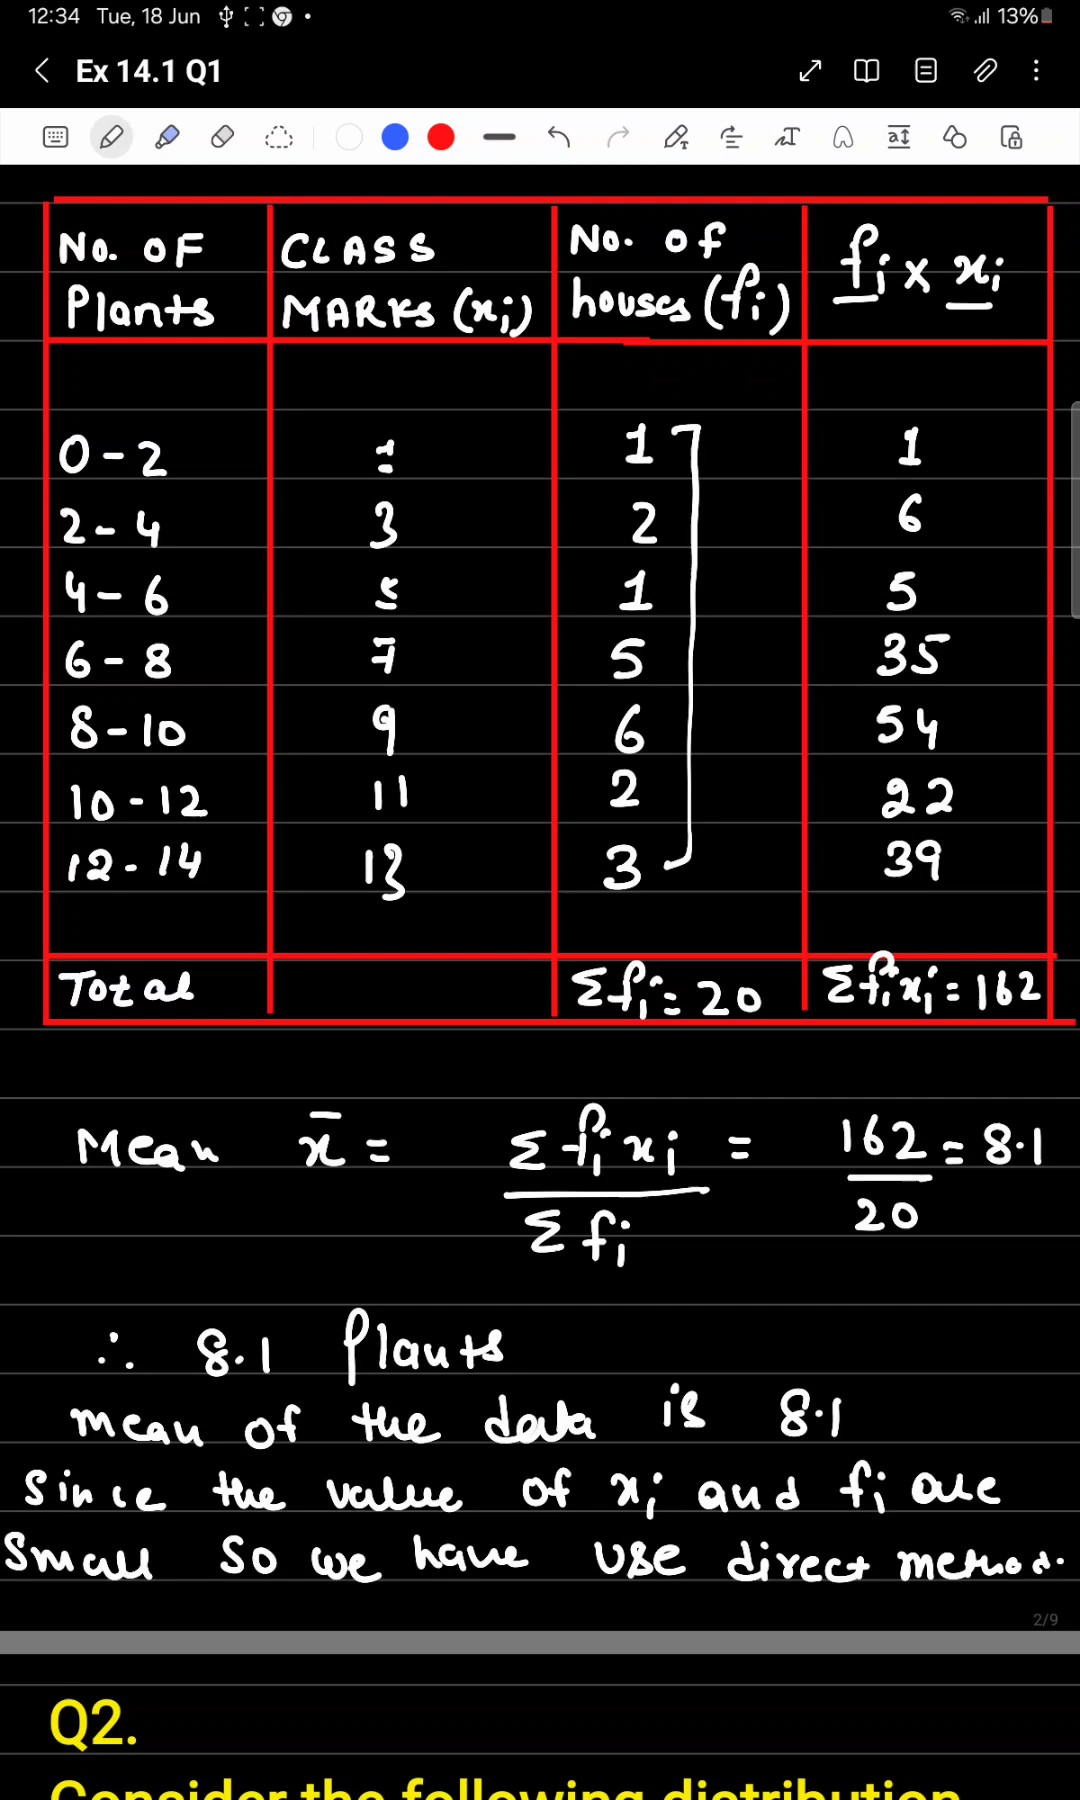 12:34 Tue, 18 Jun 13%
Ex 14.1 Q1
No. OF Plants CLASS MARKS (xi) No. of houses (fi) fi × xi
0-2 1 1 1
2-4 3 2 6
4-6 5 1 5
6-8 7 5 35
8-10 9 6 54
10-12 11 2 22
12-14 13 3 39
Total Σfi = 20 Σfixi = 162
Mean x̄ = Σfixi / Σfi = 162 / 20 = 8.1
∴ 8.1 Plants
mean of the data is 8.1
Since the value of xi and fi are
Small So we have use direct method.
2/9
Q2.
Consider the following distribution